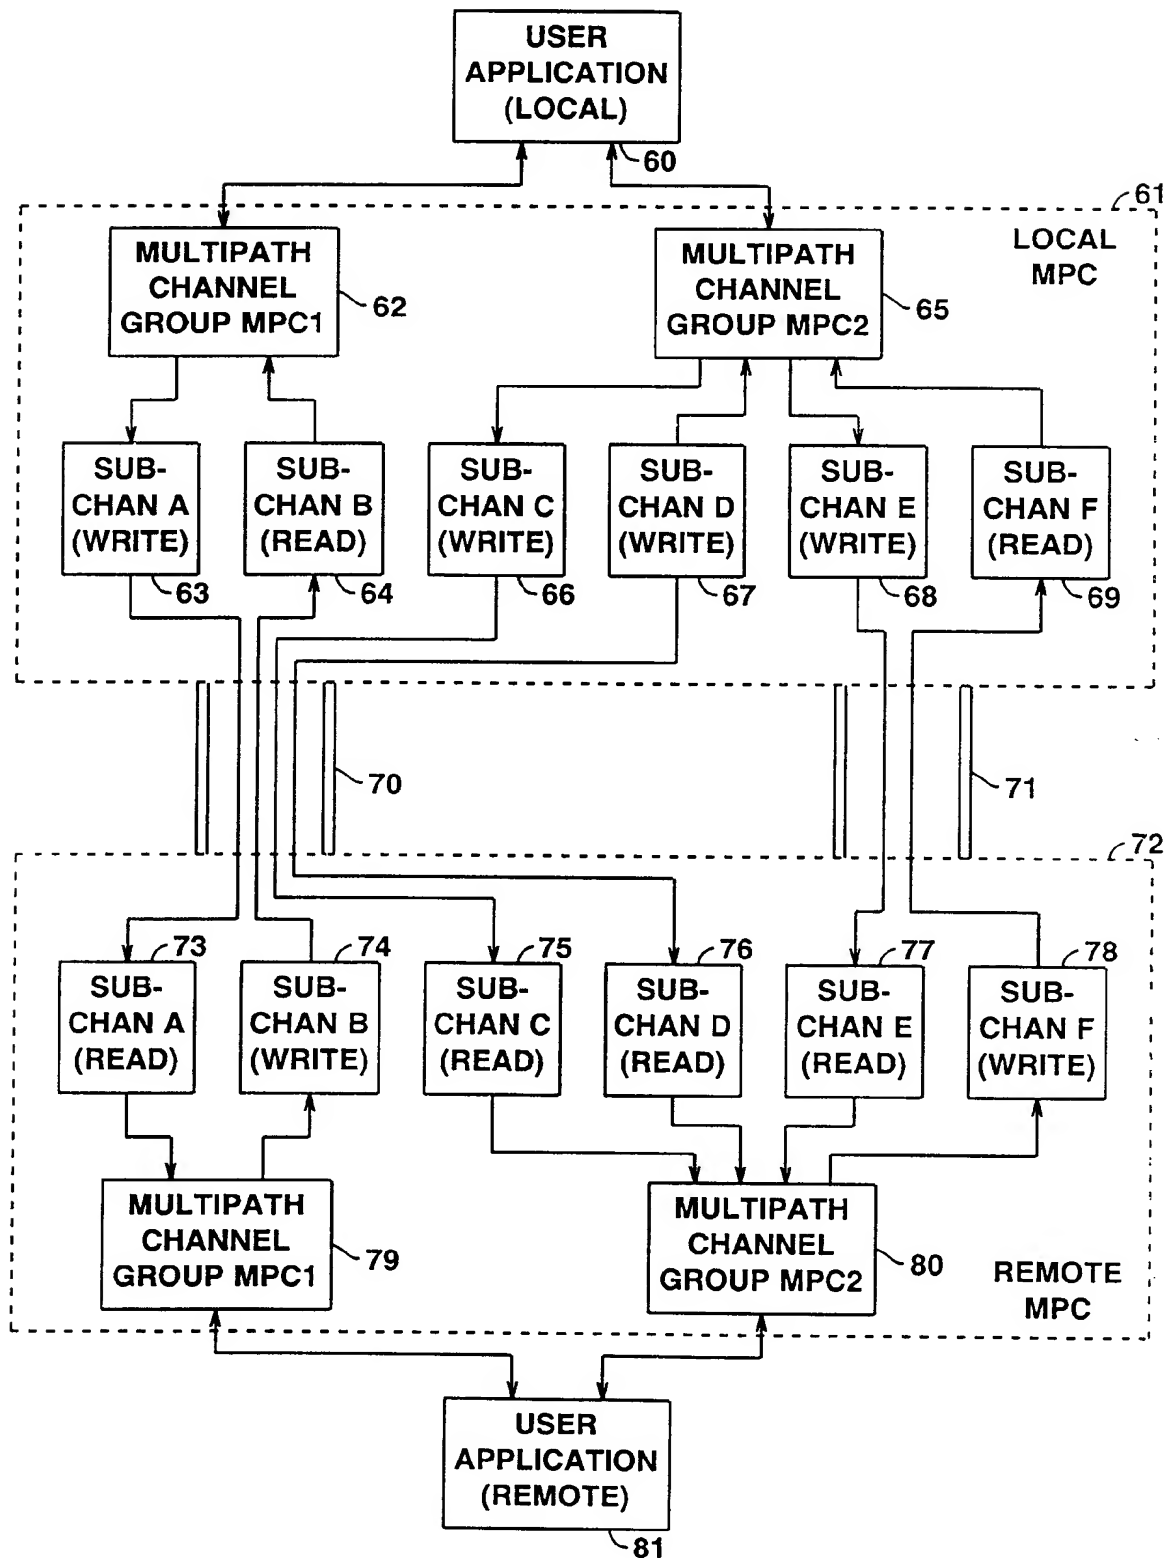 USER
APPLICATION
(LOCAL)
60
61
LOCAL
MPC
MULTIPATH
CHANNEL
GROUP MPC1
62
MULTIPATH
CHANNEL
GROUP MPC2
65
SUB-
CHAN A
(WRITE)
63
SUB-
CHAN B
(READ)
64
SUB-
CHAN C
(WRITE)
66
SUB-
CHAN D
(WRITE)
67
SUB-
CHAN E
(WRITE)
68
SUB-
CHAN F
(READ)
69
70
71
72
73
SUB-
CHAN A
(READ)
74
SUB-
CHAN B
(WRITE)
75
SUB-
CHAN C
(READ)
76
SUB-
CHAN D
(READ)
77
SUB-
CHAN E
(READ)
78
SUB-
CHAN F
(WRITE)
MULTIPATH
CHANNEL
GROUP MPC1
79
MULTIPATH
CHANNEL
GROUP MPC2
80
REMOTE
MPC
USER
APPLICATION
(REMOTE)
81